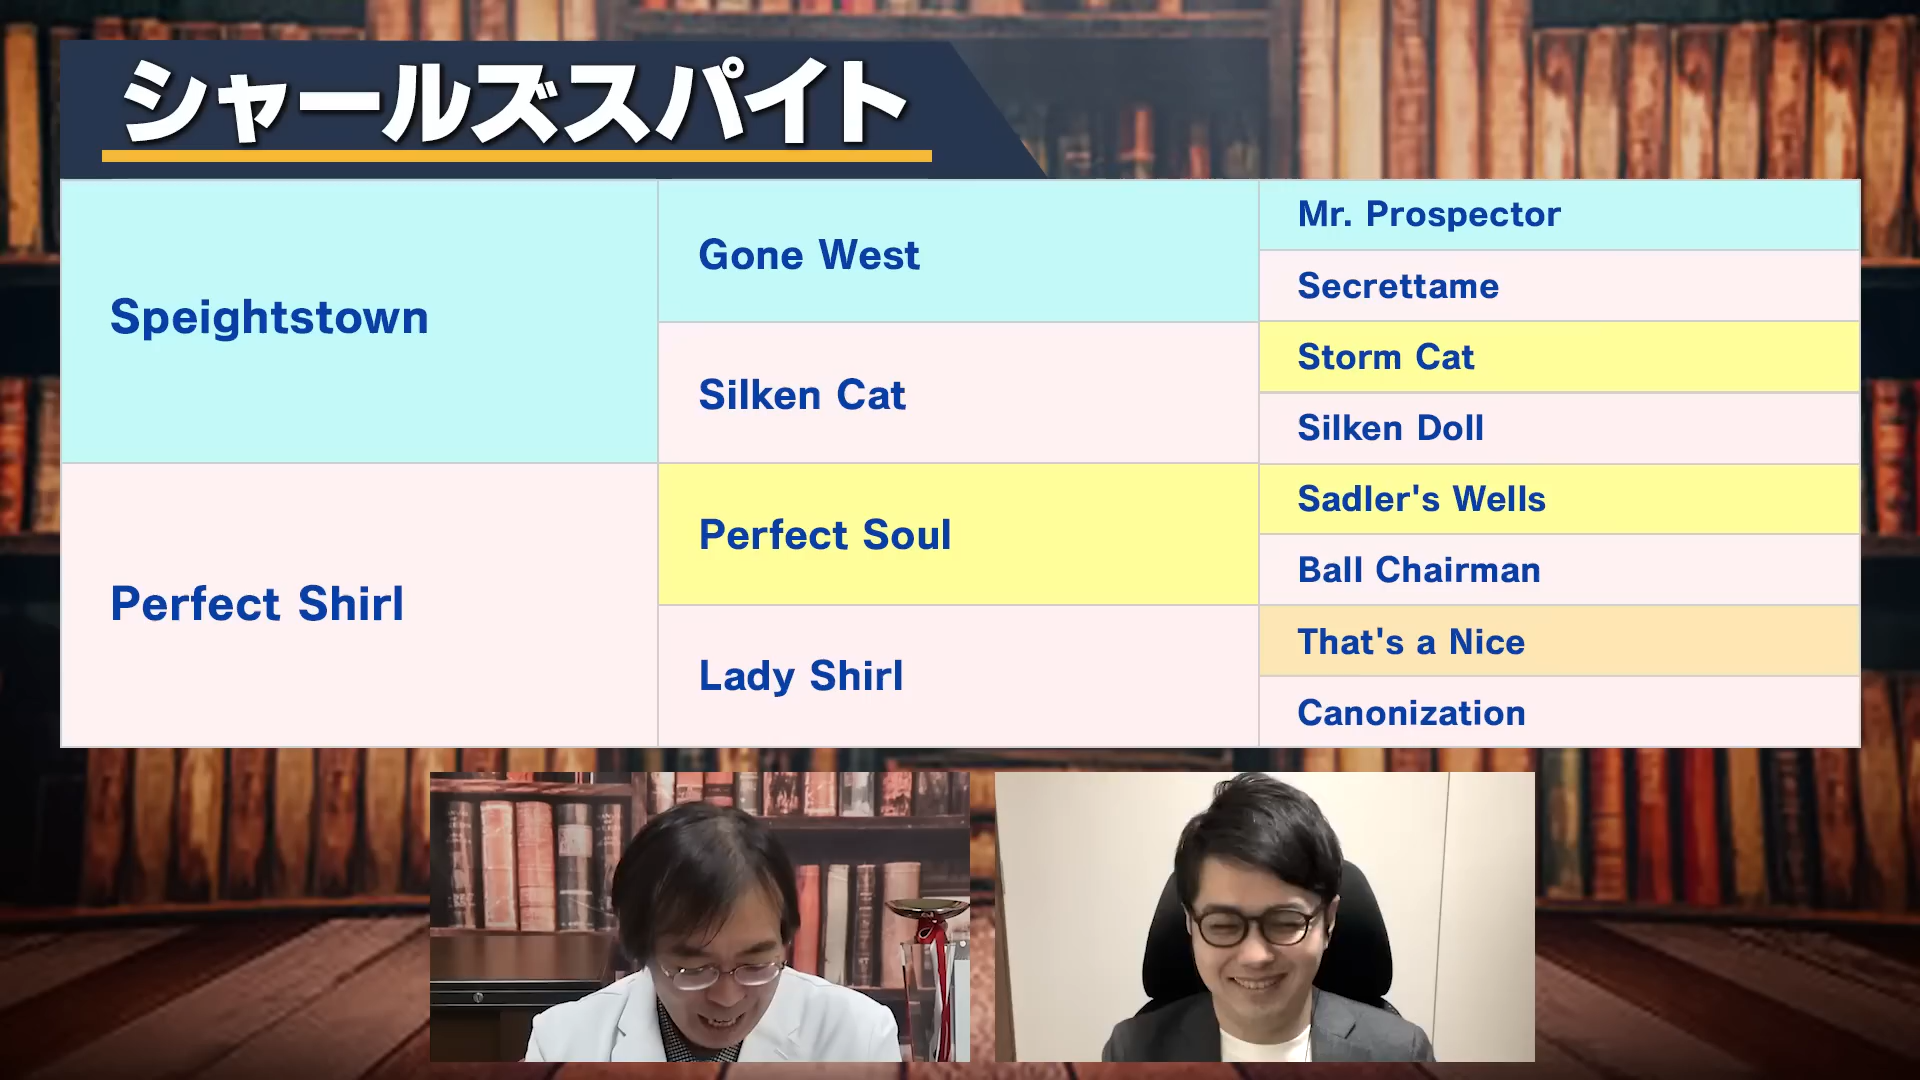 シャールズスパイト
Speightstown
Gone West
Mr. Prospector
Secrettame
Silken Cat
Storm Cat
Silken Doll
Perfect Shirl
Perfect Soul
Sadler's Wells
Ball Chairman
Lady Shirl
That's a Nice
Canonization